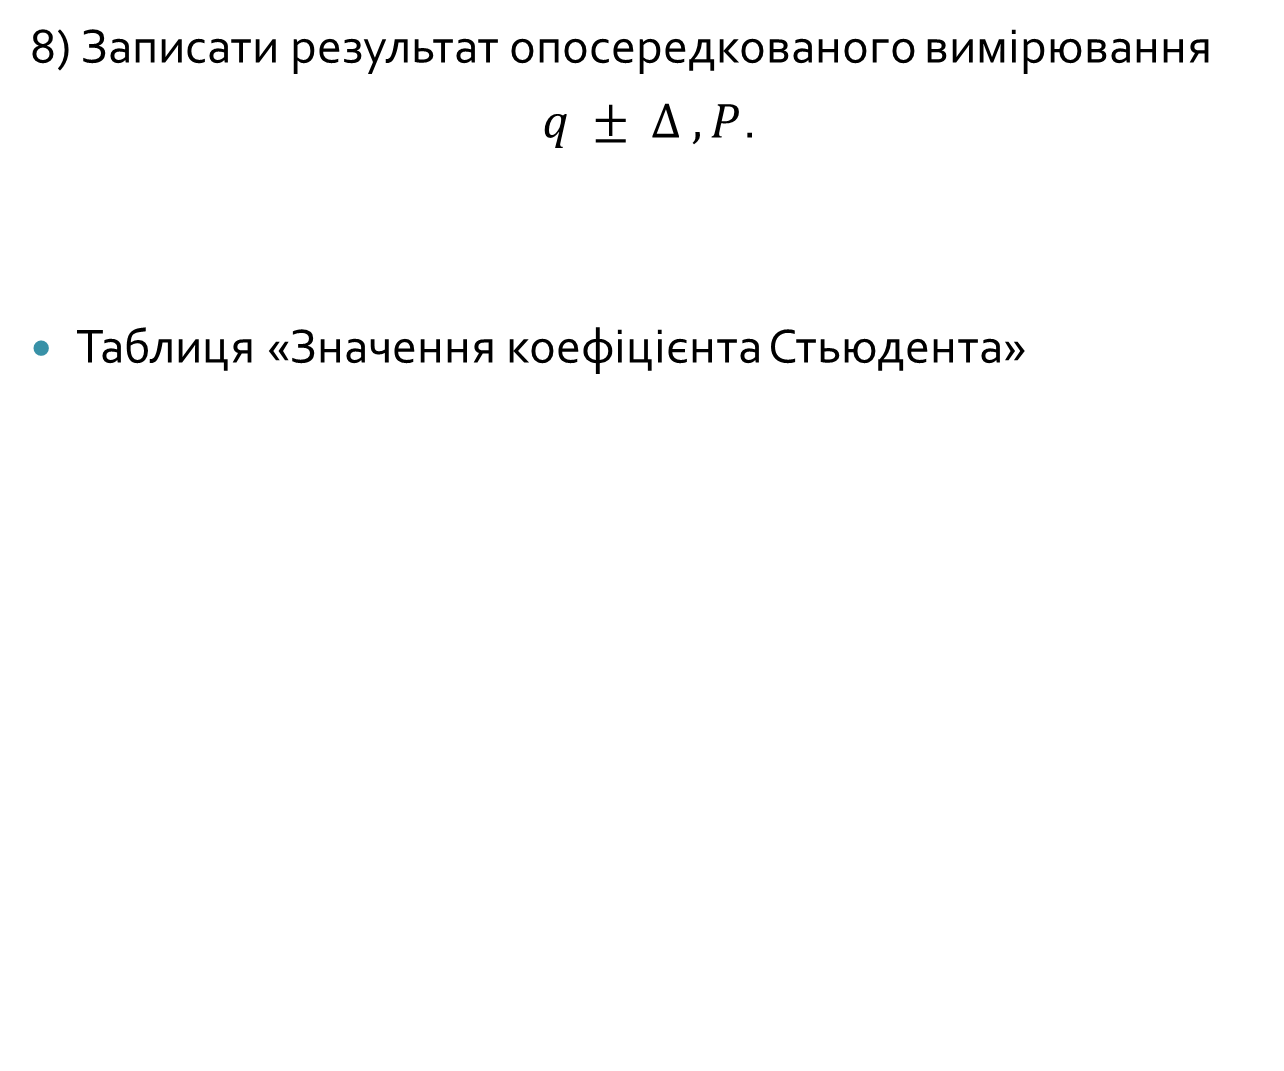 8) Записати результат опосередкованого вимірювання
q ± Δ , P .
• Таблиця «Значення коефіцієнта Стьюдента»